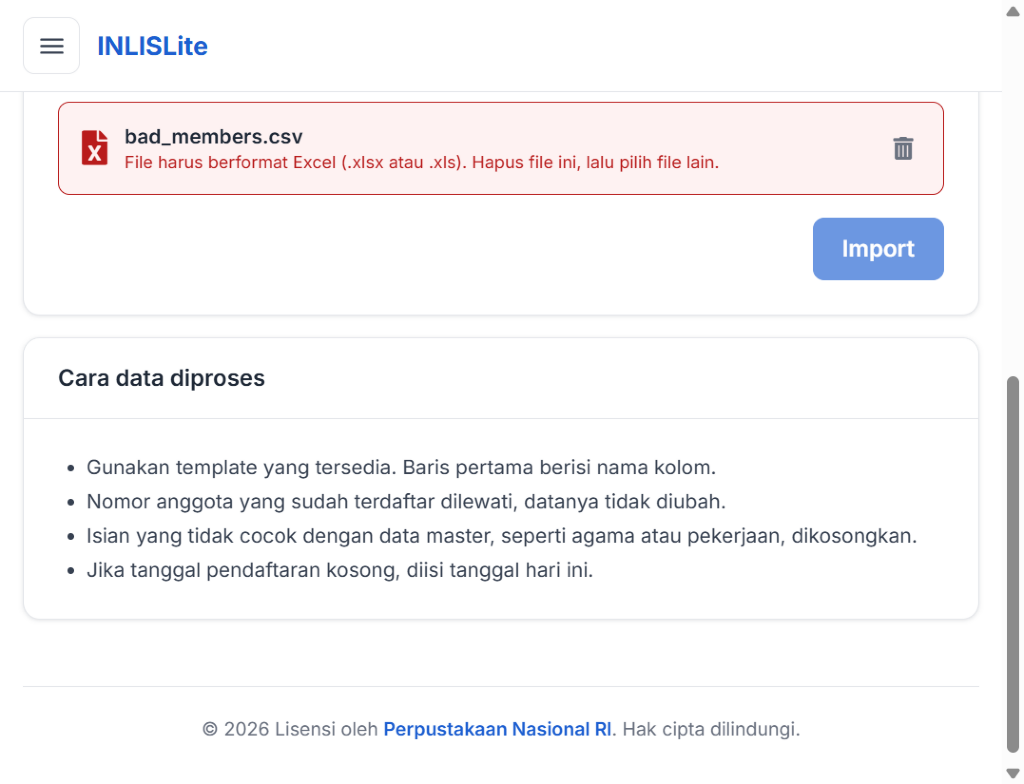 INLISLite
bad_members.csv
File harus berformat Excel (.xlsx atau .xls). Hapus file ini, lalu pilih file lain.
Import
Cara data diproses
Gunakan template yang tersedia. Baris pertama berisi nama kolom.
Nomor anggota yang sudah terdaftar dilewati, datanya tidak diubah.
Isian yang tidak cocok dengan data master, seperti agama atau pekerjaan, dikosongkan.
Jika tanggal pendaftaran kosong, diisi tanggal hari ini.
© 2026 Lisensi oleh Perpustakaan Nasional RI. Hak cipta dilindungi.